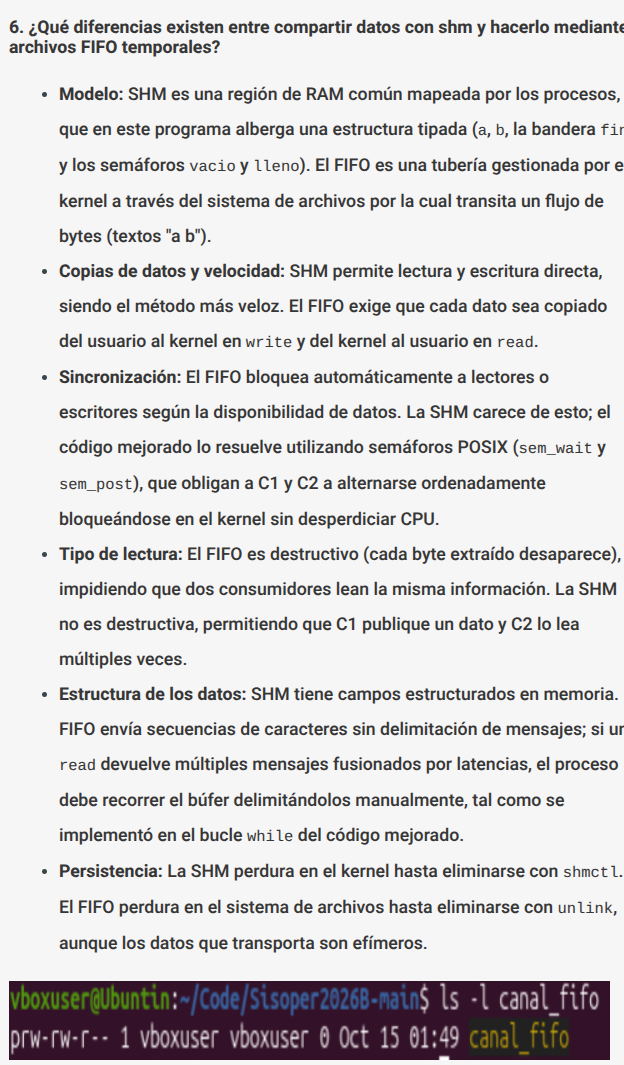 6. ¿Qué diferencias existen entre compartir datos con shm y hacerlo mediante
archivos FIFO temporales?
• Modelo: SHM es una región de RAM común mapeada por los procesos,
que en este programa alberga una estructura tipada (a, b, la bandera fin
y los semáforos vacio y lleno). El FIFO es una tubería gestionada por e
kernel a través del sistema de archivos por la cual transita un flujo de
bytes (textos "a b").
• Copias de datos y velocidad: SHM permite lectura y escritura directa,
siendo el método más veloz. El FIFO exige que cada dato sea copiado
del usuario al kernel en write y del kernel al usuario en read.
• Sincronización: El FIFO bloquea automáticamente a lectores o
escritores según la disponibilidad de datos. La SHM carece de esto; el
código mejorado lo resuelve utilizando semáforos POSIX (sem_wait y
sem_post), que obligan a C1 y C2 a alternarse ordenadamente
bloqueándose en el kernel sin desperdiciar CPU.
• Tipo de lectura: El FIFO es destructivo (cada byte extraído desaparece),
impidiendo que dos consumidores lean la misma información. La SHM
no es destructiva, permitiendo que C1 publique un dato y C2 lo lea
múltiples veces.
• Estructura de los datos: SHM tiene campos estructurados en memoria.
FIFO envía secuencias de caracteres sin delimitación de mensajes; si un
read devuelve múltiples mensajes fusionados por latencias, el proceso
debe recorrer el búfer delimitándolos manualmente, tal como se
implementó en el bucle while del código mejorado.
• Persistencia: La SHM perdura en el kernel hasta eliminarse con shmctl.
El FIFO perdura en el sistema de archivos hasta eliminarse con unlink,
aunque los datos que transporta son efímeros.
vboxuser@Ubuntin:~/Code/Sisoper2026B-main$ ls -l canal_fifo
prw-rw-r-- 1 vboxuser vboxuser 0 Oct 15 01:49 canal_fifo